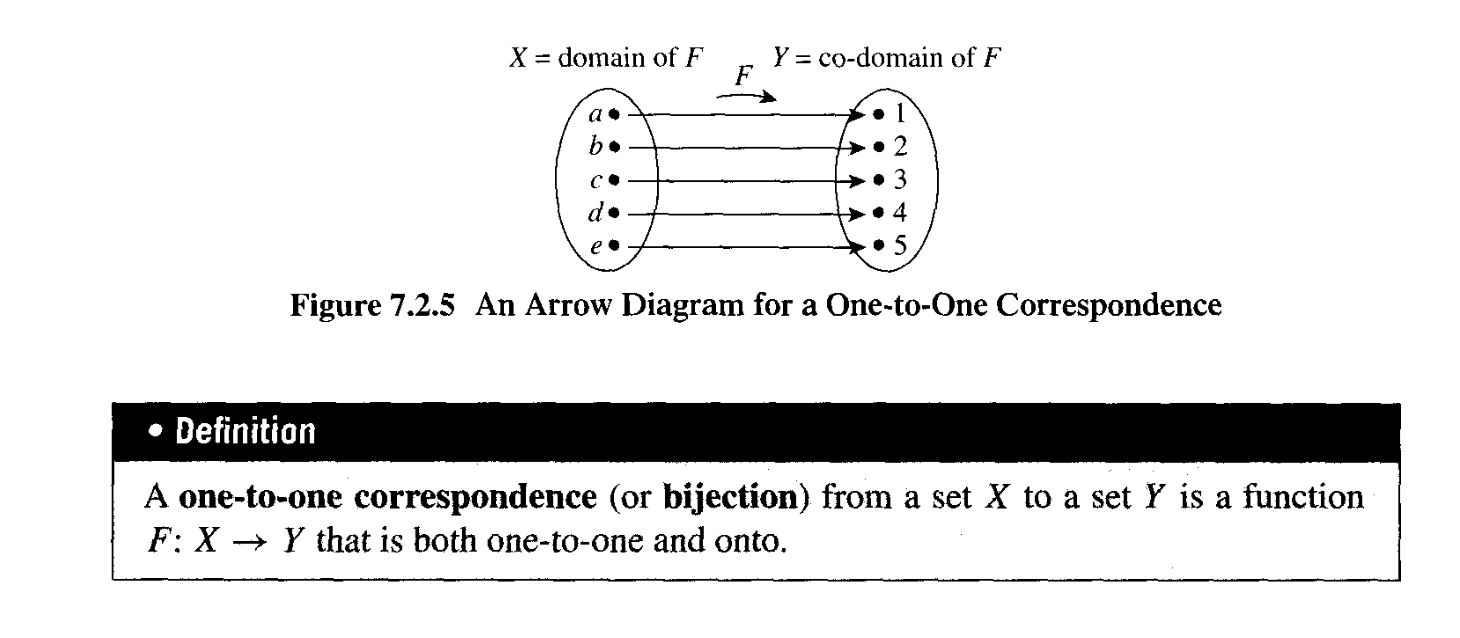 X = domain of F Y = co-domain of F
F
a 1
b 2
c 3
d 4
e 5
Figure 7.2.5 An Arrow Diagram for a One-to-One Correspondence
• Definition
A one-to-one correspondence (or bijection) from a set X to a set Y is a function
F: X → Y that is both one-to-one and onto.